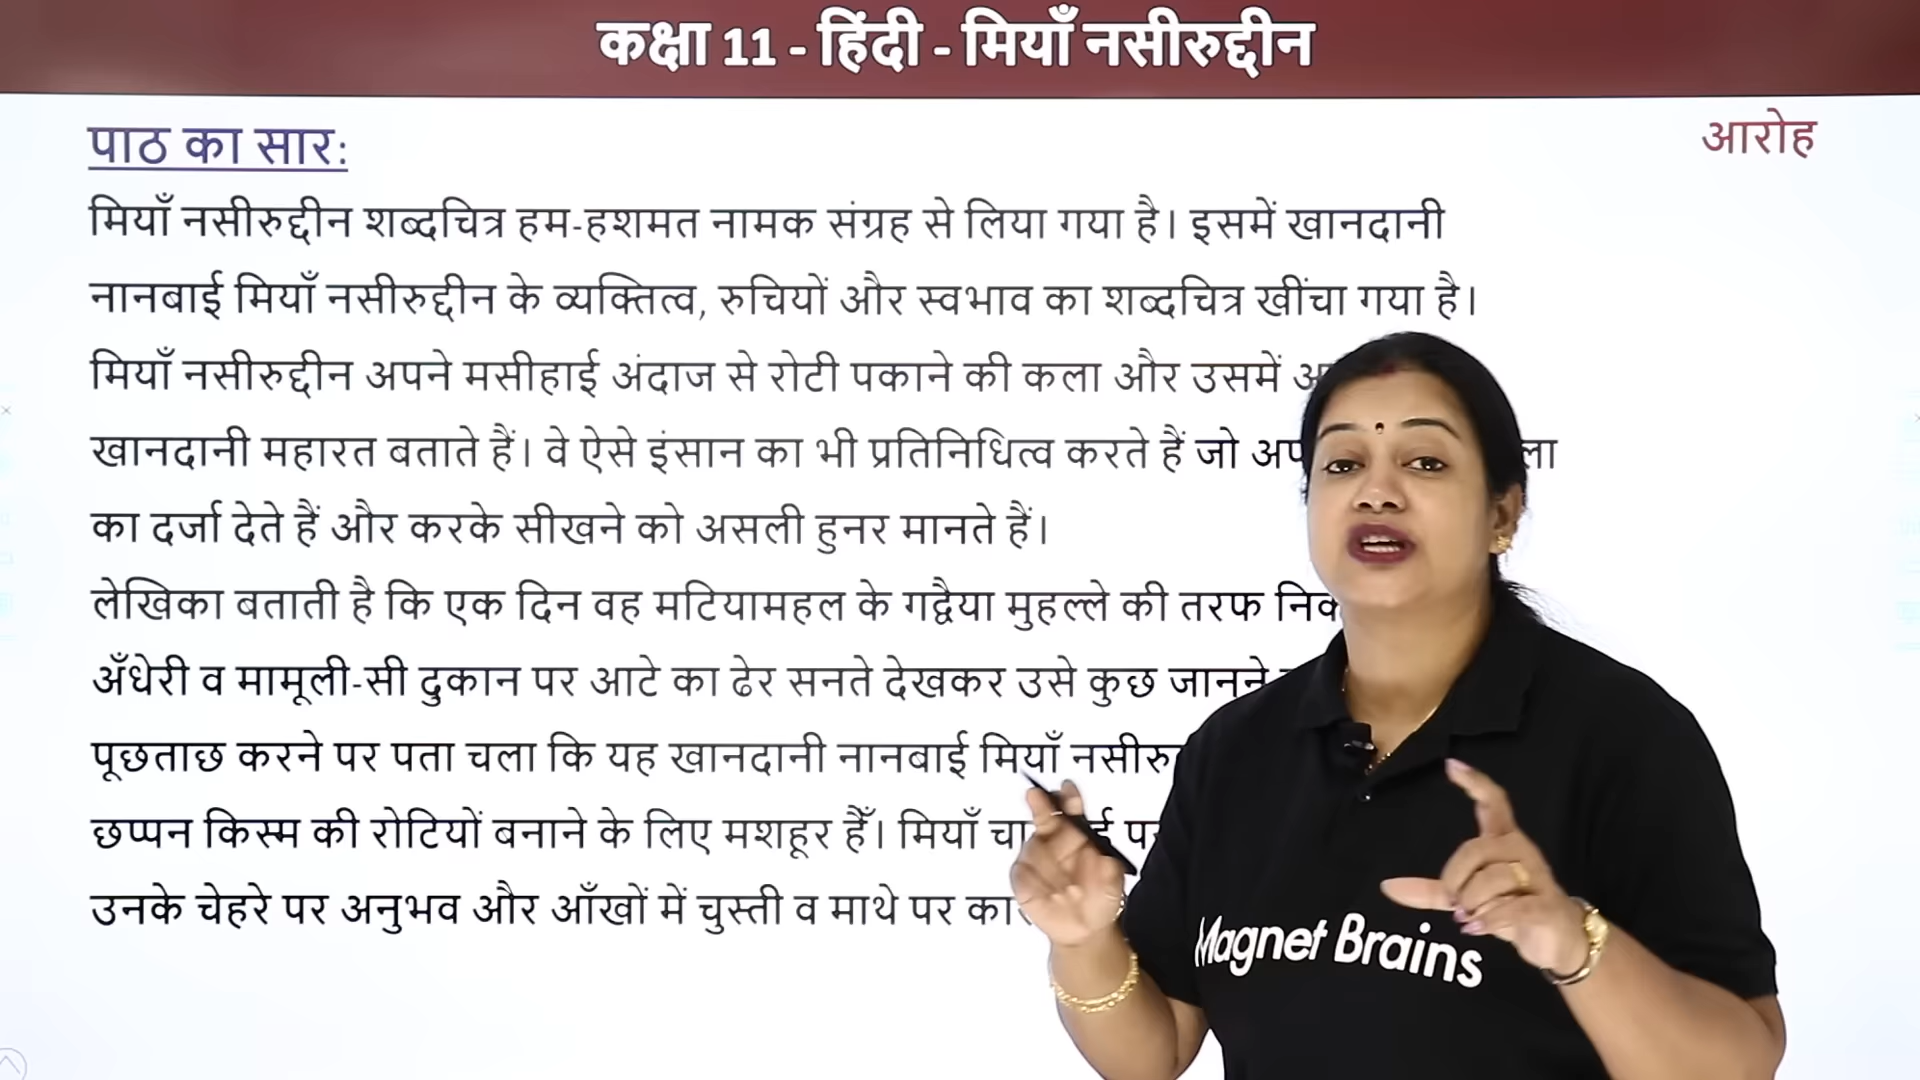 कक्षा 11 - हिंदी - मियाँ नसीरुद्दीन
पाठ का सार:
आरोह
मियाँ नसीरुद्दीन शब्दचित्र हम-हशमत नामक संग्रह से लिया गया है। इसमें खानदानी
नानबाई मियाँ नसीरुद्दीन के व्यक्तित्व, रुचियों और स्वभाव का शब्दचित्र खींचा गया है।
मियाँ नसीरुद्दीन अपने मसीहाई अंदाज से रोटी पकाने की कला और उसमें
खानदानी महारत बताते हैं। वे ऐसे इंसान का भी प्रतिनिधित्व करते हैं जो
का दर्जा देते हैं और करके सीखने को असली हुनर मानते हैं।
लेखिका बताती है कि एक दिन वह मटियामहल के गद्वैया मुहल्ले की तरफ
अँधेरी व मामूली-सी दुकान पर आटे का ढेर सनते देखकर उसे कुछ जानने
पूछताछ करने पर पता चला कि यह खानदानी नानबाई मियाँ
छप्पन किस्म की रोटियों बनाने के लिए मशहूर हैँ। मियाँ
उनके चेहरे पर अनुभव और आँखों में चुस्ती व माथे पर
Magnet Brains